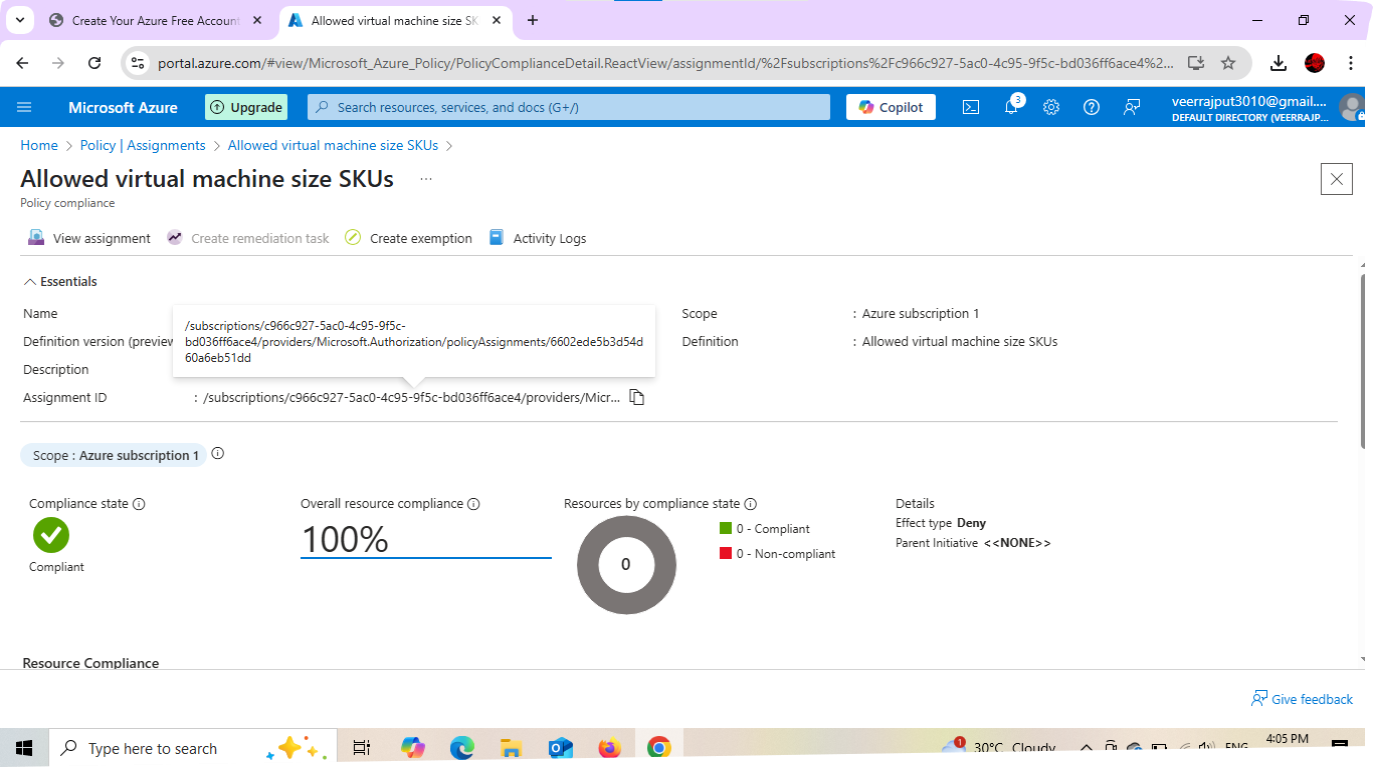 Create Your Azure Free Account
Allowed virtual machine size SK
portal.azure.com/#view/Microsoft_Azure_Policy/PolicyComplianceDetail.ReactView/assignmentId/%2Fsubscriptions%2Fc966c927-5ac0-4c95-9f5c-bd036ff6ace4%2...
Microsoft Azure
Upgrade
Search resources, services, and docs (G+/)
Copilot
3
veerrajput3010@gmail....
DEFAULT DIRECTORY (VEERRAJP...
Home > Policy | Assignments > Allowed virtual machine size SKUs >
Allowed virtual machine size SKUs ...
Policy compliance
View assignment Create remediation task Create exemption Activity Logs
Essentials
Name
Scope : Azure subscription 1
/subscriptions/c966c927-5ac0-4c95-9f5c-
bd036ff6ace4/providers/Microsoft.Authorization/policyAssignments/6602ede5b3d54d
60a6eb51dd
Definition version (preview
Definition : Allowed virtual machine size SKUs
Description
Assignment ID : /subscriptions/c966c927-5ac0-4c95-9f5c-bd036ff6ace4/providers/Micr...
Scope : Azure subscription 1
Compliance state
Compliant
Overall resource compliance
100%
Resources by compliance state
0
0 - Compliant
0 - Non-compliant
Details
Effect type Deny
Parent Initiative <<NONE>>
Resource Compliance
Give feedback
Type here to search
1
30°C Cloudy
ENG
4:05 PM